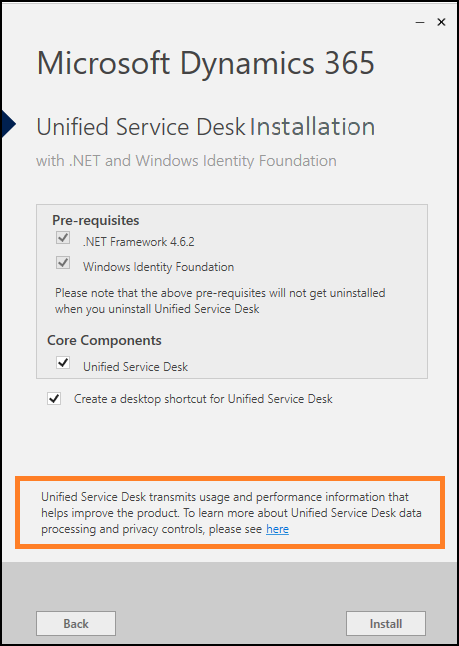 Microsoft Dynamics 365
Unified Service Desk Installation
with .NET and Windows Identity Foundation
Pre-requisites
.NET Framework 4.6.2
Windows Identity Foundation
Please note that the above pre-requisites will not get uninstalled
when you uninstall Unified Service Desk
Core Components
Unified Service Desk
Create a desktop shortcut for Unified Service Desk
Unified Service Desk transmits usage and performance information that
helps improve the product. To learn more about Unified Service Desk data
processing and privacy controls, please see here
Back
Install